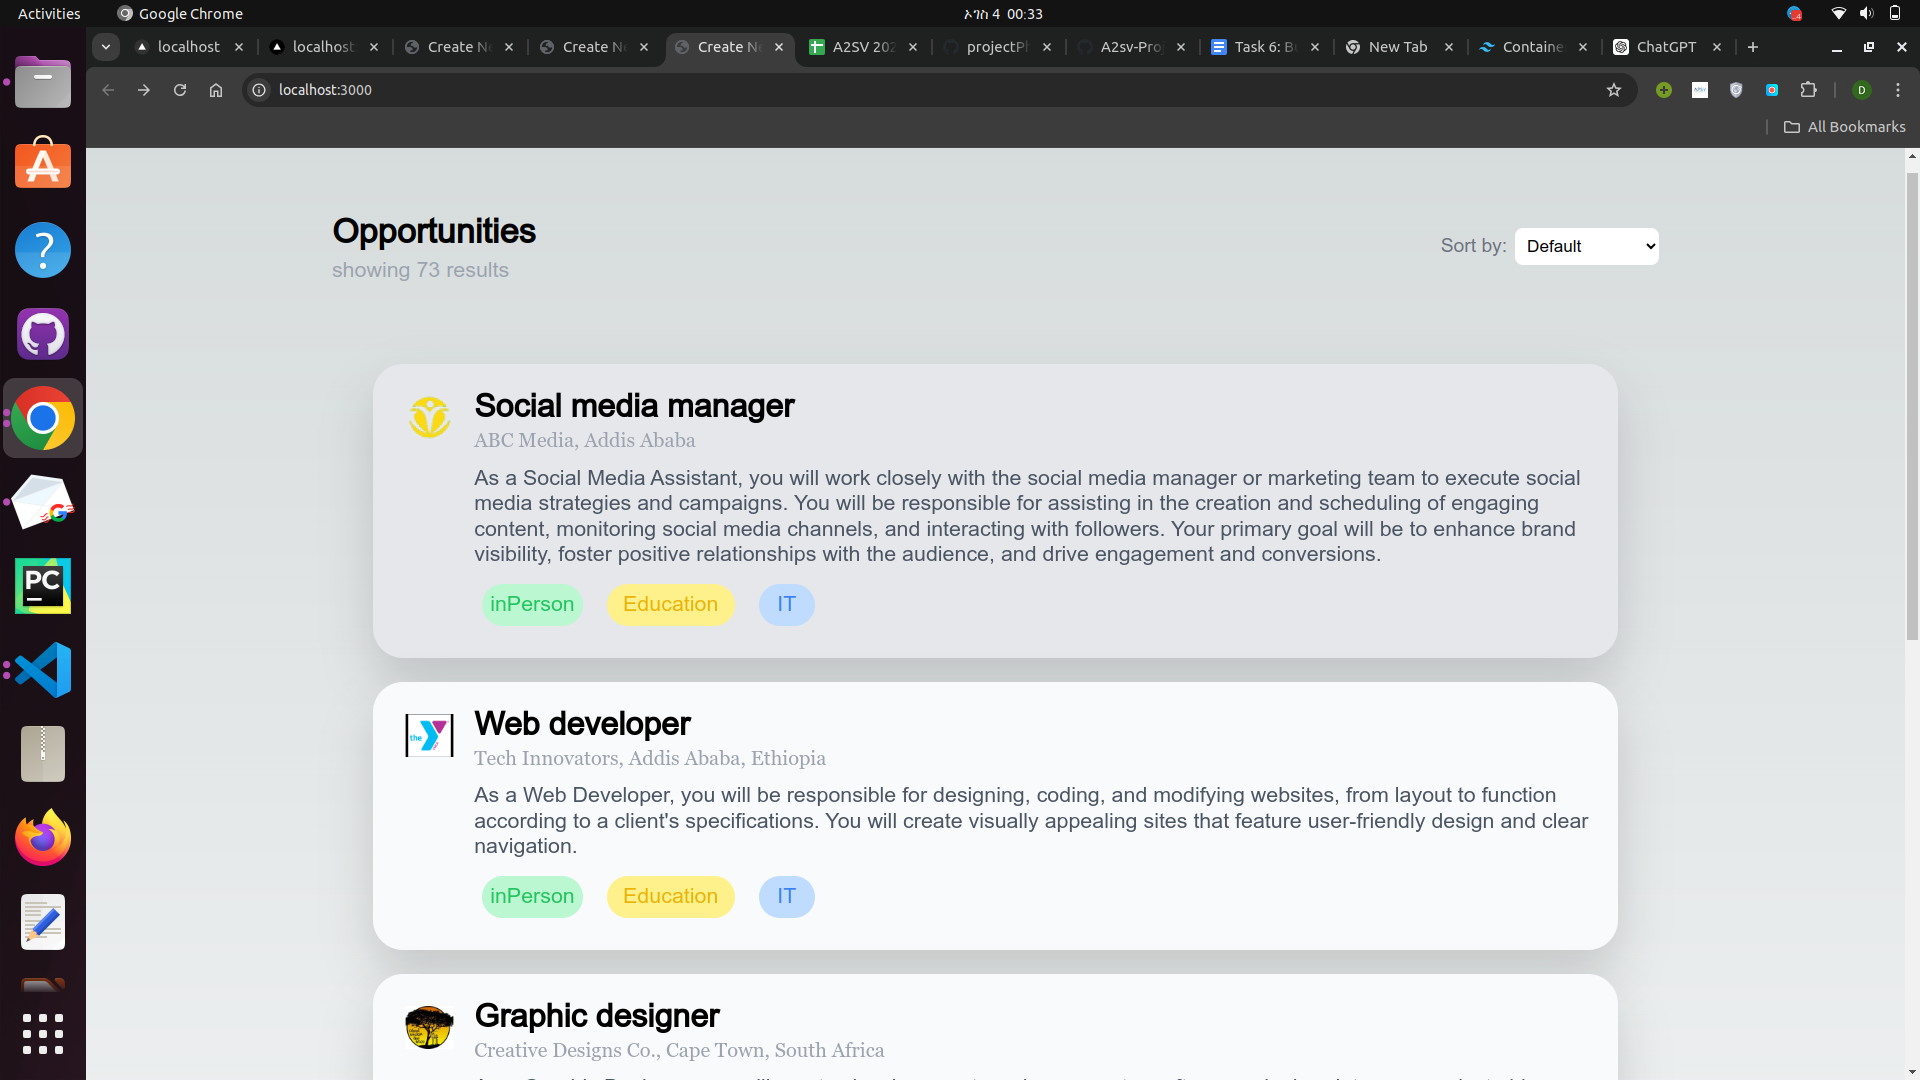 Activities
Google Chrome
ኦገስ 4 00:33
localhost
localhost:
Create Ne
Create Ne
Create Ne
A2SV 202
projectPh
A2sv-Proj
Task 6: Bu
New Tab
Containe
ChatGPT
localhost:3000
D
All Bookmarks
Opportunities
showing 73 results
Sort by:
Default
Social media manager
ABC Media, Addis Ababa
As a Social Media Assistant, you will work closely with the social media manager or marketing team to execute social
media strategies and campaigns. You will be responsible for assisting in the creation and scheduling of engaging
content, monitoring social media channels, and interacting with followers. Your primary goal will be to enhance brand
visibility, foster positive relationships with the audience, and drive engagement and conversions.
inPerson
Education
IT
the
Web developer
Tech Innovators, Addis Ababa, Ethiopia
As a Web Developer, you will be responsible for designing, coding, and modifying websites, from layout to function
according to a client's specifications. You will create visually appealing sites that feature user-friendly design and clear
navigation.
inPerson
Education
IT
Graphic designer
Creative Designs Co., Cape Town, South Africa
PC